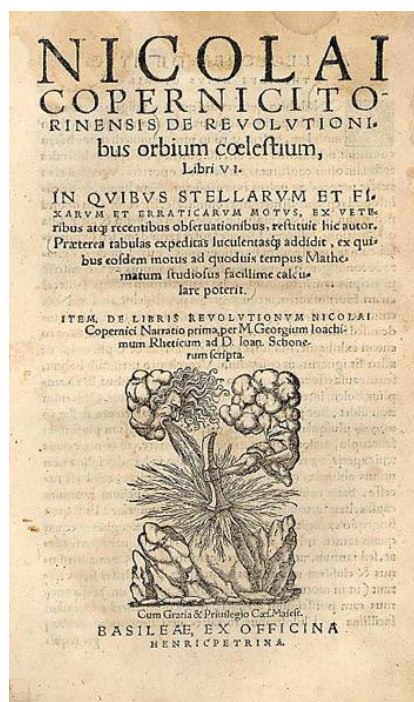 NICOLAI
COPERNICI TO-
RINENSIS DE REVOLVTIONI-
bus orbium cœlestium,
Libri VI.
IN QVIBVS STELLARVM ET FI-
XARVM ET ERRATICARVM MOTVS, EX VETE-
ribus atq; recentibus obseruationibus, restituit hic autor.
Præterea tabulas expeditas luculentasq; addidit, ex qui-
bus eosdem motus ad quoduis tempus Mathe-
matum studiosus facillime calcu-
lare poterit.
ITEM, DE LIBRIS REVOLVTIONVM NICOLAI
Copernici Narratio prima, per M. Georgium Ioachi-
mum Rheticum ad D. Ioan. Schone-
rum scripta.
Cum Gratia & Priuilegio Cæs. Maiest.
BASILEAE, EX OFFICINA
HENRICPETRINA.